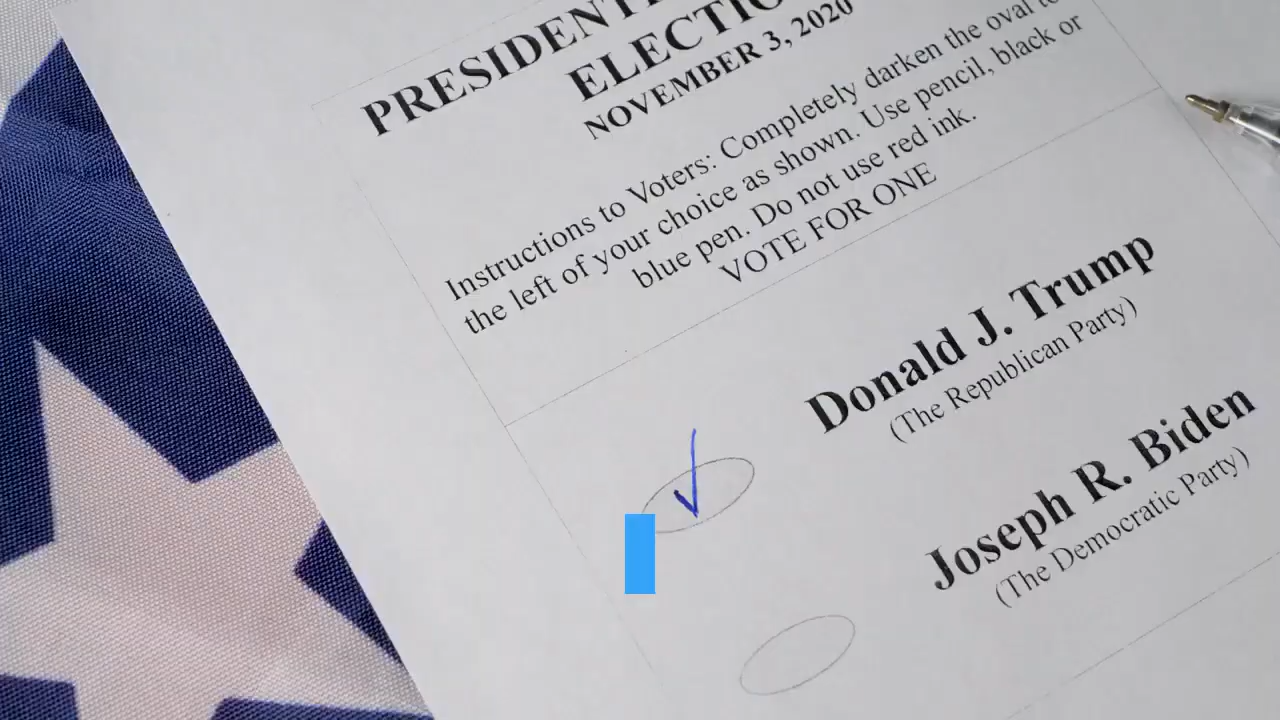 PRESIDENTI
ELECTIO
NOVEMBER 3, 2020
Instructions to Voters: Completely darken the oval to
the left of your choice as shown. Use pencil, black or
blue pen. Do not use red ink.
VOTE FOR ONE
Donald J. Trump
(The Republican Party)
Joseph R. Biden
(The Democratic Party)